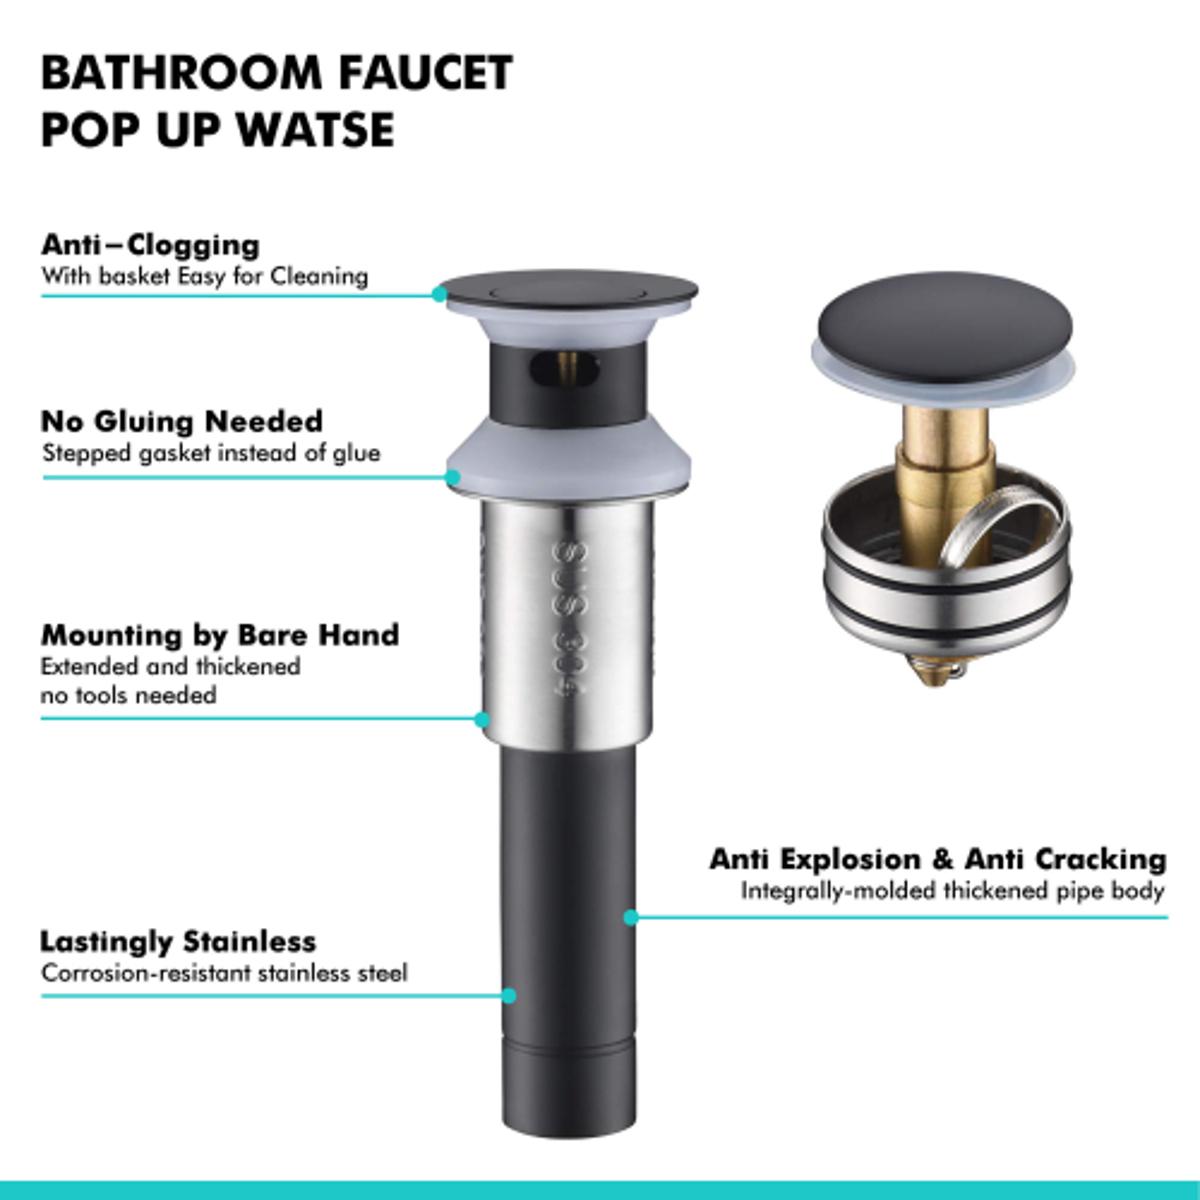 BATHROOM FAUCET
POP UP WATSE
Anti–Clogging
With basket Easy for Cleaning
No Gluing Needed
Stepped gasket instead of glue
SUS 304
Mounting by Bare Hand
Extended and thickened
no tools needed
Anti Explosion & Anti Cracking
Integrally-molded thickened pipe body
Lastingly Stainless
Corrosion-resistant stainless steel